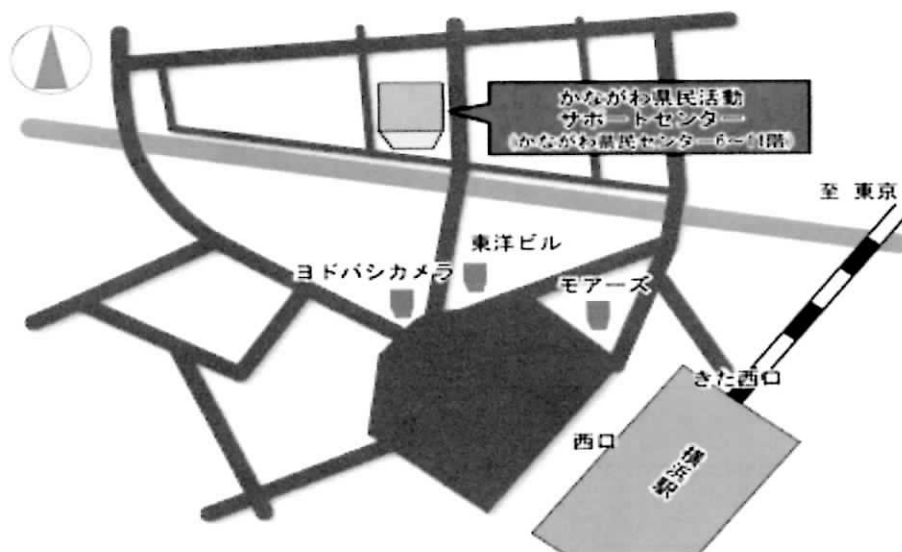 かながわ県民活動
サポートセンター
(かながわ県民センター6~11階)
至 東京
東洋ビル
ヨドバシカメラ
モアーズ
きた西口
西口
横浜駅